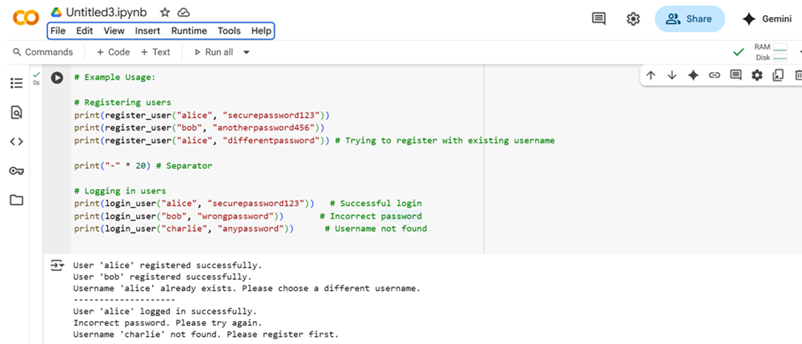 CO Untitled3.ipynb
File Edit View Insert Runtime Tools Help
Share
Gemini
Commands + Code + Text Run all
RAM
Disk
0s
# Example Usage:
# Registering users
print(register_user("alice", "securepassword123"))
print(register_user("bob", "anotherpassword456"))
print(register_user("alice", "differentpassword")) # Trying to register with existing username
print("-" * 20) # Separator
# Logging in users
print(login_user("alice", "securepassword123")) # Successful login
print(login_user("bob", "wrongpassword")) # Incorrect password
print(login_user("charlie", "anypassword")) # Username not found
User 'alice' registered successfully.
User 'bob' registered successfully.
Username 'alice' already exists. Please choose a different username.
--------------------
User 'alice' logged in successfully.
Incorrect password. Please try again.
Username 'charlie' not found. Please register first.